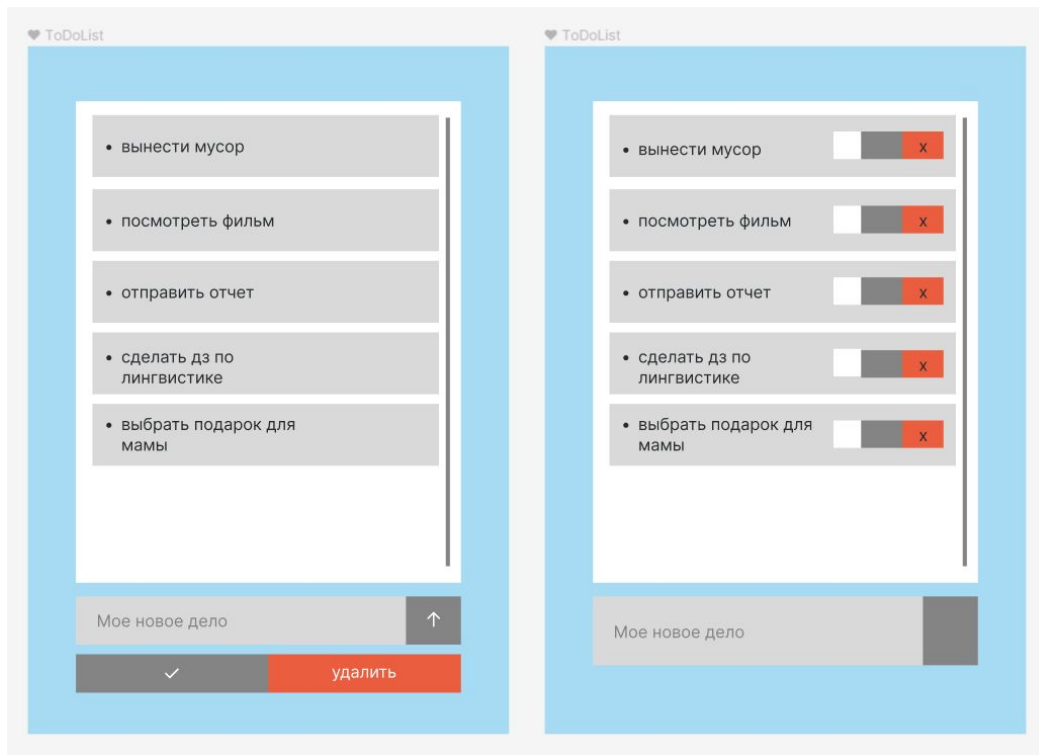 ToDoList
• вынести мусор
• посмотреть фильм
• отправить отчет
• сделать дз по
лингвистике
• выбрать подарок для
мамы
Мое новое дело
удалить
ToDoList
• вынести мусор
x
• посмотреть фильм
x
• отправить отчет
x
• сделать дз по
лингвистике
x
• выбрать подарок для
мамы
x
Мое новое дело